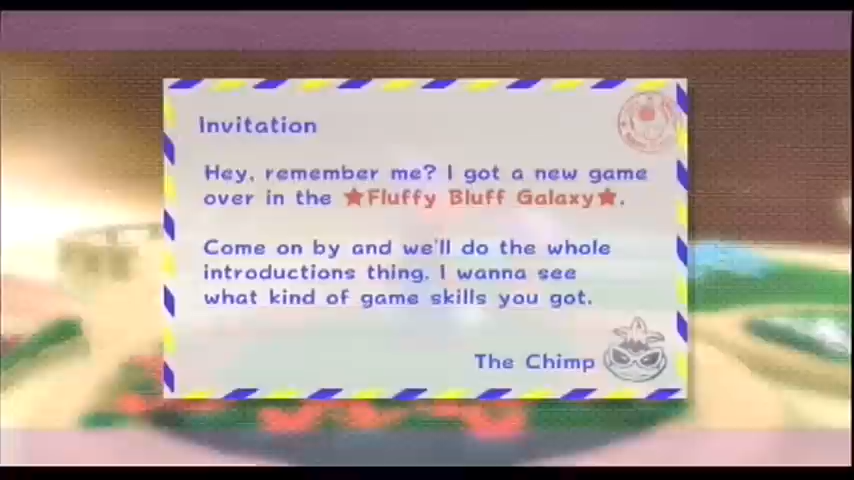 Invitation
Hey, remember me? I got a new game
over in the ★Fluffy Bluff Galaxy★.
Come on by and we'll do the whole
introductions thing. I wanna see
what kind of game skills you got.
The Chimp